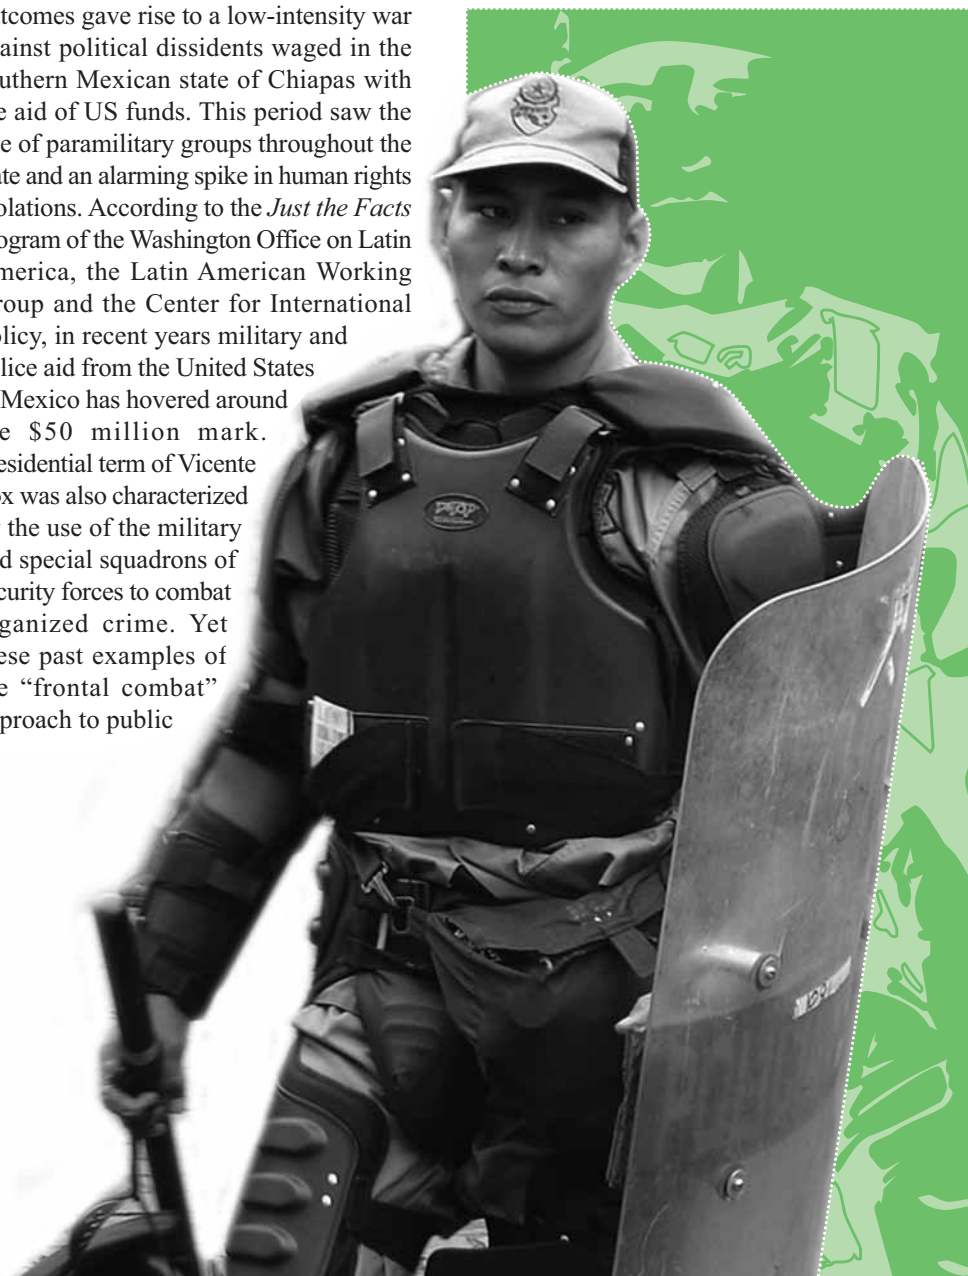 tcomes gave rise to a low-intensity war
ainst political dissidents waged in the
uthern Mexican state of Chiapas with
e aid of US funds. This period saw the
e of paramilitary groups throughout the
ate and an alarming spike in human rights
olations. According to the Just the Facts
ogram of the Washington Office on Latin
merica, the Latin American Working
roup and the Center for International
olicy, in recent years military and
lice aid from the United States
Mexico has hovered around
e $50 million mark.
esidential term of Vicente
ox was also characterized
y the use of the military
d special squadrons of
curity forces to combat
ganized crime. Yet
ese past examples of
e “frontal combat”
proach to public